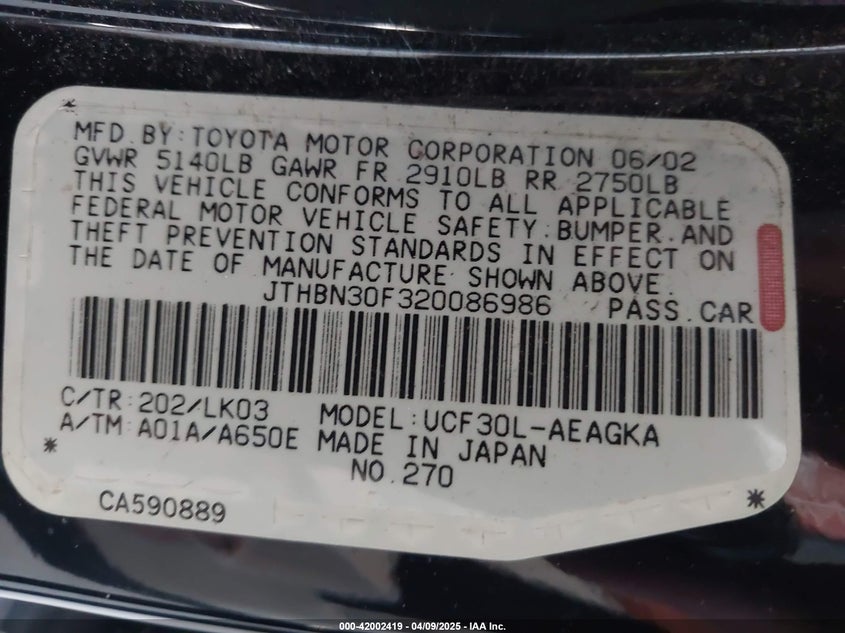 MFD. BY: TOYOTA MOTOR CORPORATION 06/02
GVWR 5140LB GAWR FR 2910LB RR 2750LB
THIS VEHICLE CONFORMS TO ALL APPLICABLE
FEDERAL MOTOR VEHICLE SAFETY. BUMPER. AND
THEFT PREVENTION STANDARDS IN EFFECT ON
THE DATE OF MANUFACTURE SHOWN ABOVE.
JTHBN30F320086986 PASS. CAR
C/TR: 202/LK03 MODEL: UCF30L-AEAGKA
A/TM: A01A/A650E MADE IN JAPAN
NO. 270
CA590889
000-42002419 - 04/09/2025 - IAA Inc.